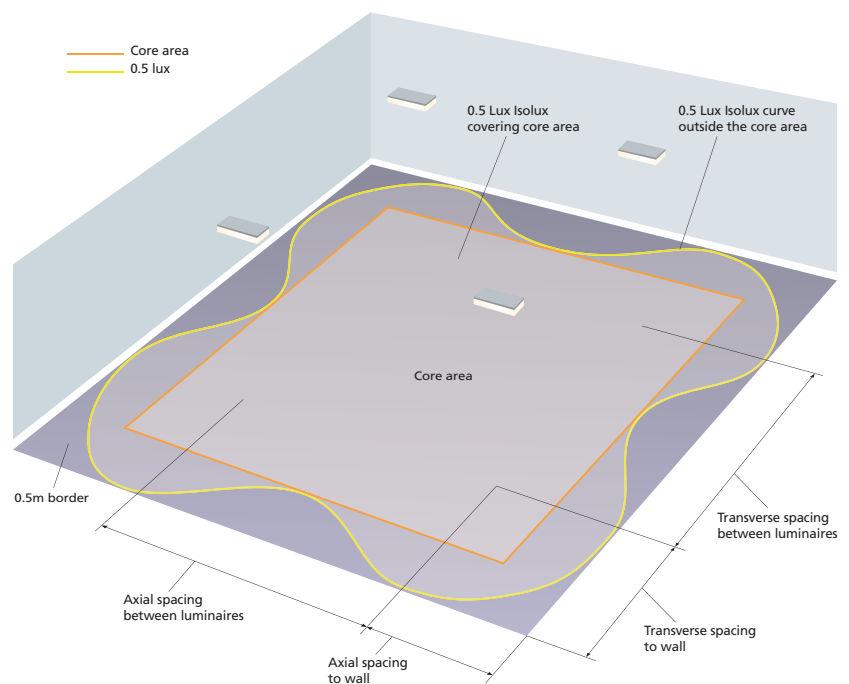 Core area
0.5 lux
0.5 Lux Isolux
covering core area
0.5 Lux Isolux curve
outside the core area
Core area
0.5m border
Transverse spacing
between luminaires
Axial spacing
between luminaires
Transverse spacing
to wall
Axial spacing
to wall